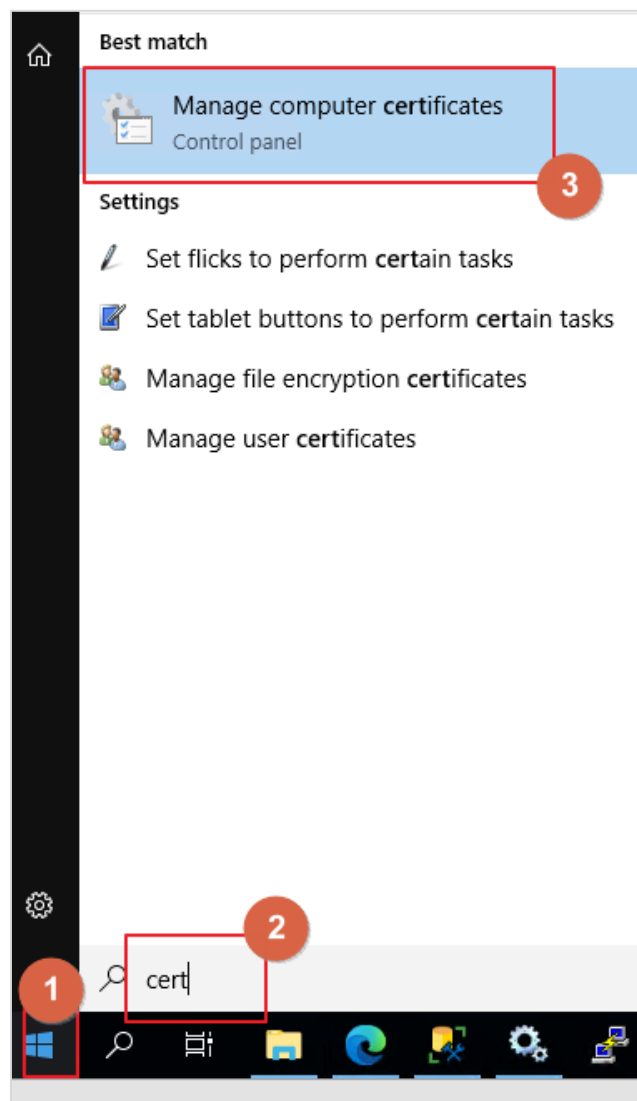 Best match
Manage computer certificates
Control panel
3
Settings
Set flicks to perform certain tasks
Set tablet buttons to perform certain tasks
Manage file encryption certificates
Manage user certificates
2
cert
1